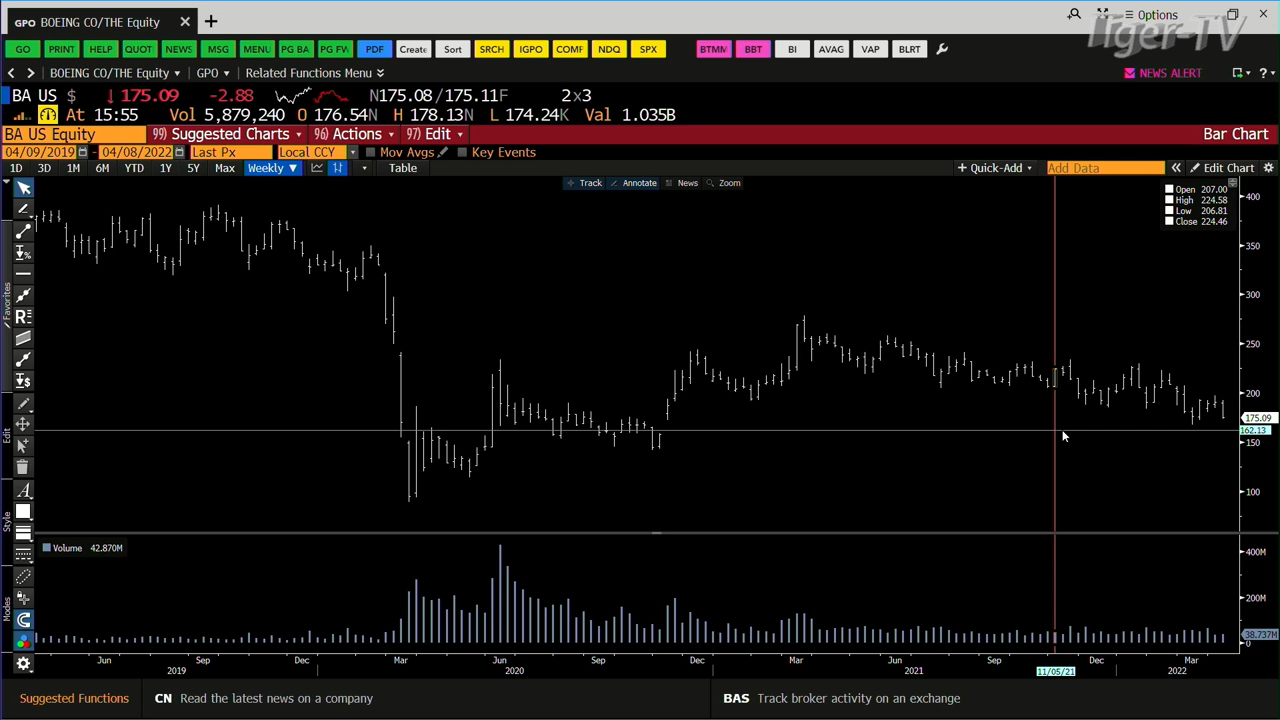 GPO BOEING CO/THE Equity
Options
Tiger-TV
GO PRINT HELP QUOT NEWS MSG MENU PG BA PG FV PDF Create Sort SRCH IGPO COMF NDQ SPX BTMM BBT BI AVAG VAP BLRT
BOEING CO/THE Equity GPO Related Functions Menu NEWS ALERT
BA US $ ↓ 175.09 -2.88 N175.08/175.11F 2x3
At 15:55 Vol 5,879,240 O 176.54N H 178.13N L 174.24K Val 1.035B
BA US Equity 99) Suggested Charts 96) Actions 97) Edit Bar Chart
04/09/2019 - 04/08/2022 Last Px Local CCY Mov Avgs Key Events
1D 3D 1M 6M YTD 1Y 5Y Max Weekly ▼ Table + Quick-Add Add Data « Edit Chart
Track Annotate News Zoom
Open 207.00
High 224.58
Low 206.81
Close 224.46
400
350
300
250
200
175.09
162.13
150
100
Favorites
Edit
Style
Modes
Volume 42.870M
400M
200M
38.737M
0
Jun Sep Dec Mar Jun Sep Dec Mar Jun Sep Dec Mar
2019 2020 2021 11/05/21 2022
Suggested Functions CN Read the latest news on a company BAS Track broker activity on an exchange